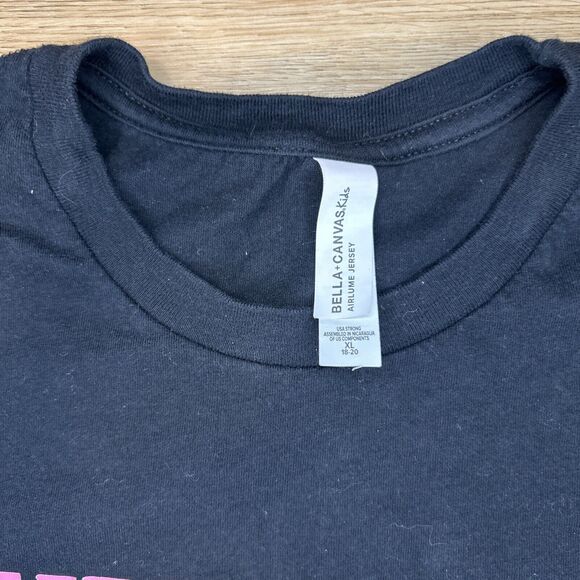 BELLA+CANVAS.Kids
AIRLUME JERSEY
USA STRONG
ASSEMBLED IN NICARAGUA
OF US COMPONENTS
XL
18-20